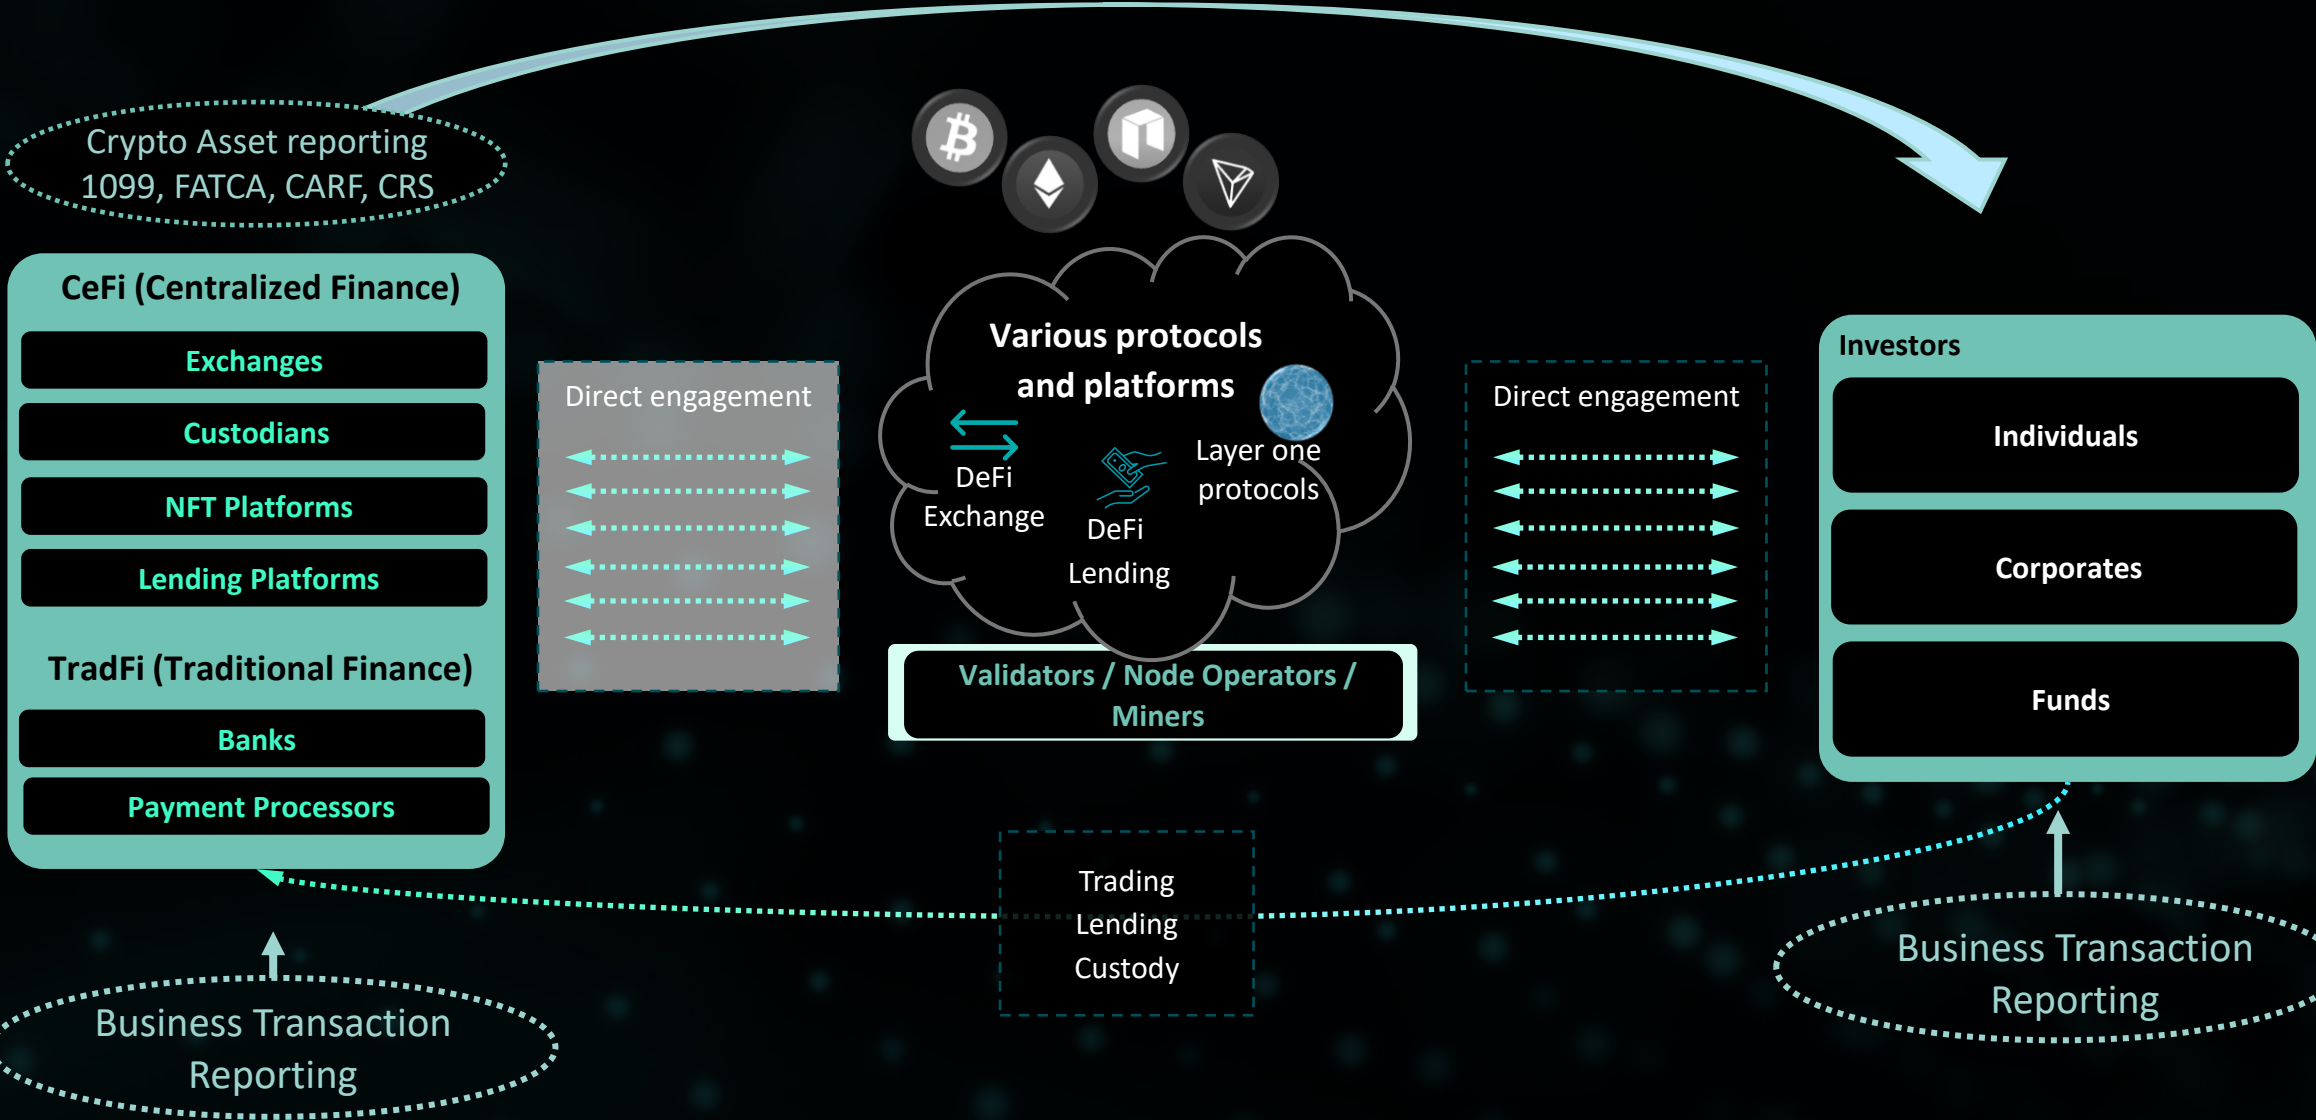 Crypto Asset reporting
1099, FATCA, CARF, CRS
CeFi (Centralized Finance)
Exchanges
Custodians
NFT Platforms
Lending Platforms
TradFi (Traditional Finance)
Banks
Payment Processors
Business Transaction
Reporting
Direct engagement
Various protocols
and platforms
DeFi
Exchange
DeFi
Lending
Layer one
protocols
Validators / Node Operators /
Miners
Trading
Lending
Custody
Direct engagement
Investors
Individuals
Corporates
Funds
Business Transaction
Reporting